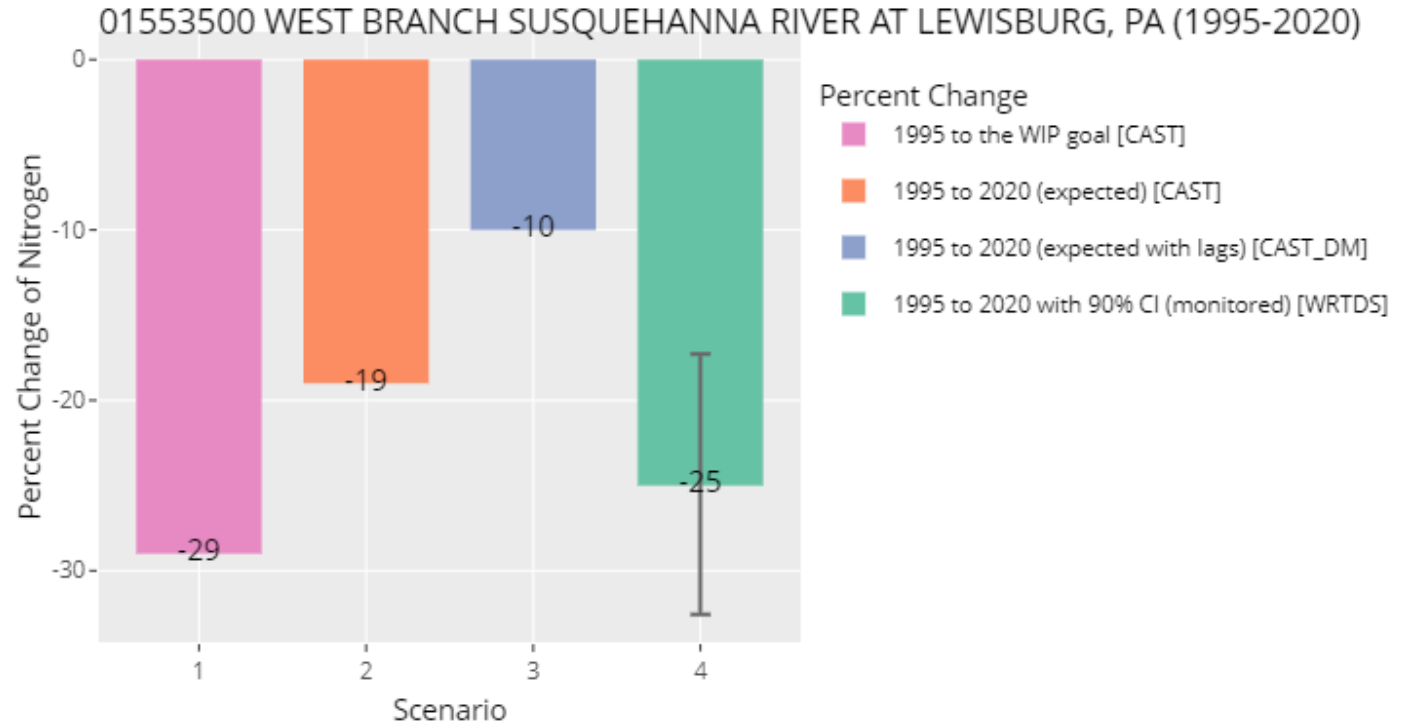 01553500 WEST BRANCH SUSQUEHANNA RIVER AT LEWISBURG, PA (1995-2020)
Percent Change of Nitrogen
0
-10
-20
-30
-29
-19
-10
-25
1
2
3
4
Scenario
Percent Change
1995 to the WIP goal [CAST]
1995 to 2020 (expected) [CAST]
1995 to 2020 (expected with lags) [CAST_DM]
1995 to 2020 with 90% CI (monitored) [WRTDS]